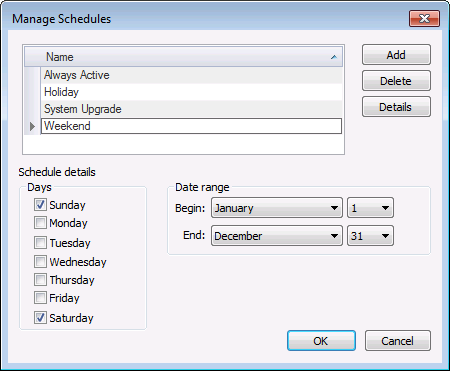 Manage Schedules
Name
Always Active
Holiday
System Upgrade
Weekend
Add
Delete
Details
Schedule details
Days
Sunday
Monday
Tuesday
Wednesday
Thursday
Friday
Saturday
Date range
Begin: January 1
End: December 31
OK Cancel